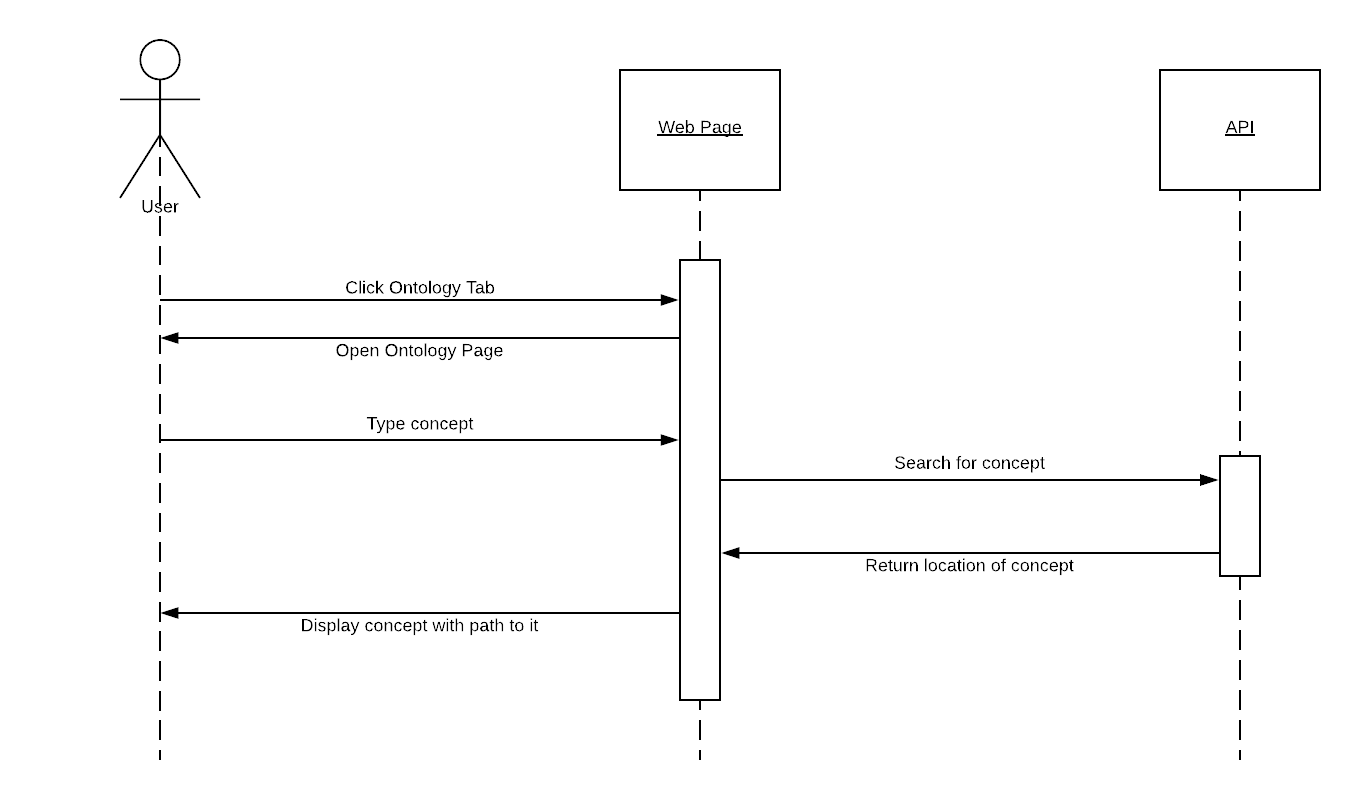 User
Web Page
API
Click Ontology Tab
Open Ontology Page
Type concept
Search for concept
Return location of concept
Display concept with path to it